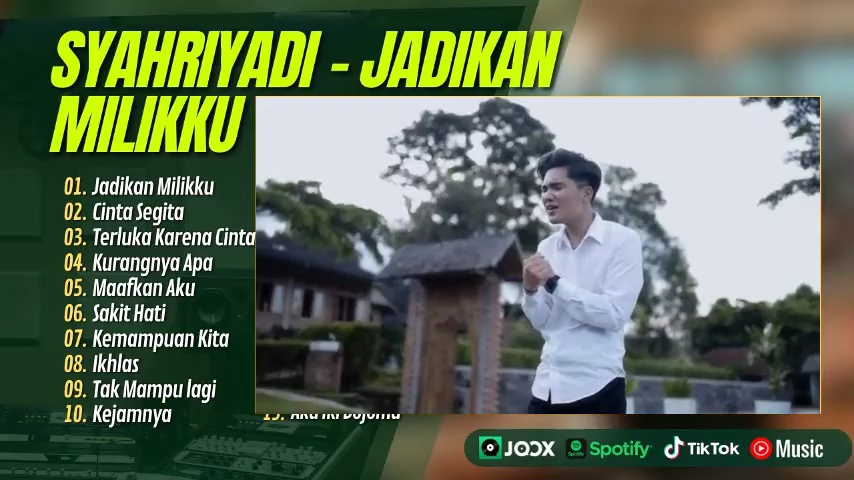 SYAHRIYADI - JADIKAN
MILIKKU
01. Jadikan Milikku
02. Cinta Segita
03. Terluka Karena Cinta
04. Kurangnya Apa
05. Maafkan Aku
06. Sakit Hati
07. Kemampuan Kita
08. Ikhlas
09. Tak Mampu lagi
10. Kejamnya
JOOX Spotify TikTok Music